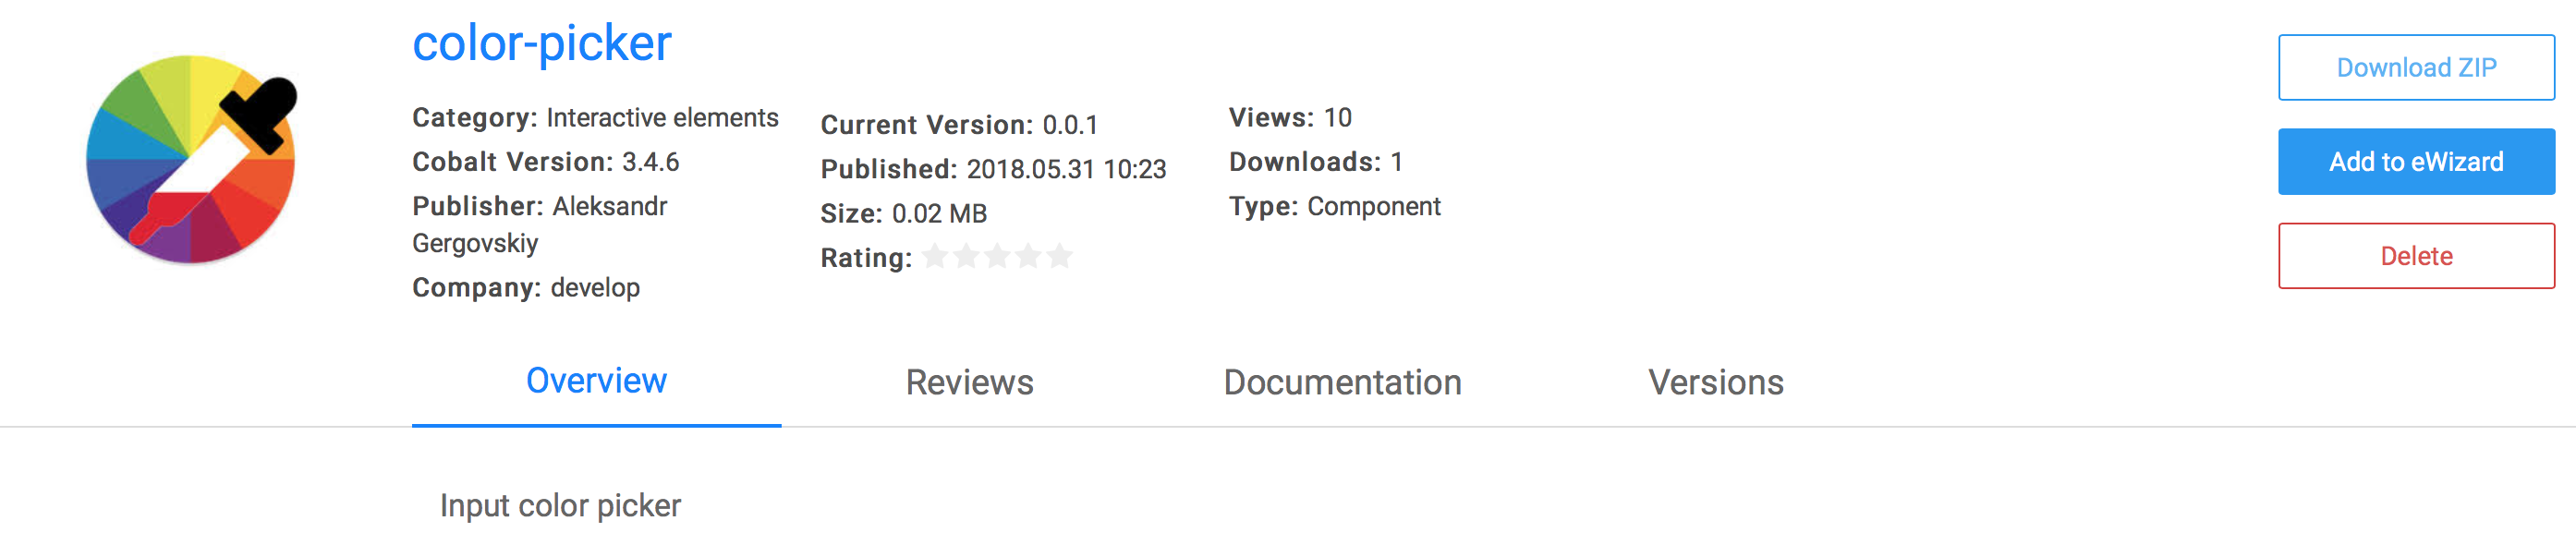 color-picker
Category: Interactive elements
Cobalt Version: 3.4.6
Publisher: Aleksandr
Gergovskiy
Company: develop
Current Version: 0.0.1
Published: 2018.05.31 10:23
Size: 0.02 MB
Rating:
Views: 10
Downloads: 1
Type: Component
Download ZIP
Add to eWizard
Delete
Overview
Reviews
Documentation
Versions
Input color picker